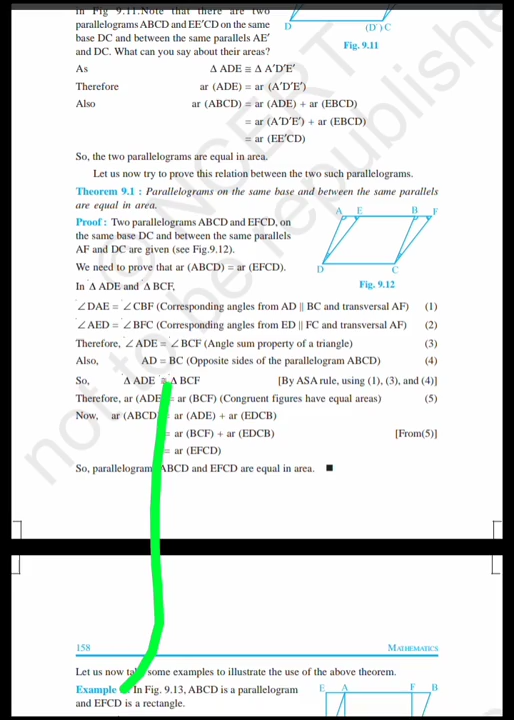 In Fig 9.11. Note that there are two
parallelograms ABCD and EE′CD on the same
base DC and between the same parallels AE′
and DC. What can you say about their areas?
D (D′) C
Fig. 9.11
As Δ ADE ≅ Δ A′D′E′
Therefore ar (ADE) = ar (A′D′E′)
Also ar (ABCD) = ar (ADE) + ar (EBCD)
= ar (A′D′E′) + ar (EBCD)
= ar (EE′CD)
So, the two parallelograms are equal in area.
Let us now try to prove this relation between the two such parallelograms.
Theorem 9.1 : Parallelograms on the same base and between the same parallels
are equal in area.
Proof : Two parallelograms ABCD and EFCD, on
the same base DC and between the same parallels
AF and DC are given (see Fig.9.12).
We need to prove that ar (ABCD) = ar (EFCD).
A E B F
D C
Fig. 9.12
In Δ ADE and Δ BCF,
∠ DAE = ∠ CBF (Corresponding angles from AD || BC and transversal AF) (1)
∠ AED = ∠ BFC (Corresponding angles from ED || FC and transversal AF) (2)
Therefore, ∠ ADE = ∠ BCF (Angle sum property of a triangle) (3)
Also, AD = BC (Opposite sides of the parallelogram ABCD) (4)
So, Δ ADE ≅ Δ BCF [By ASA rule, using (1), (3), and (4)]
Therefore, ar (ADE) = ar (BCF) (Congruent figures have equal areas) (5)
Now, ar (ABCD) = ar (ADE) + ar (EDCB)
= ar (BCF) + ar (EDCB) [From(5)]
= ar (EFCD)
So, parallelograms ABCD and EFCD are equal in area. ■
© NCERT
not to be republished
158 MATHEMATICS
Let us now take some examples to illustrate the use of the above theorem.
Example : In Fig. 9.13, ABCD is a parallelogram
and EFCD is a rectangle.
E A F B